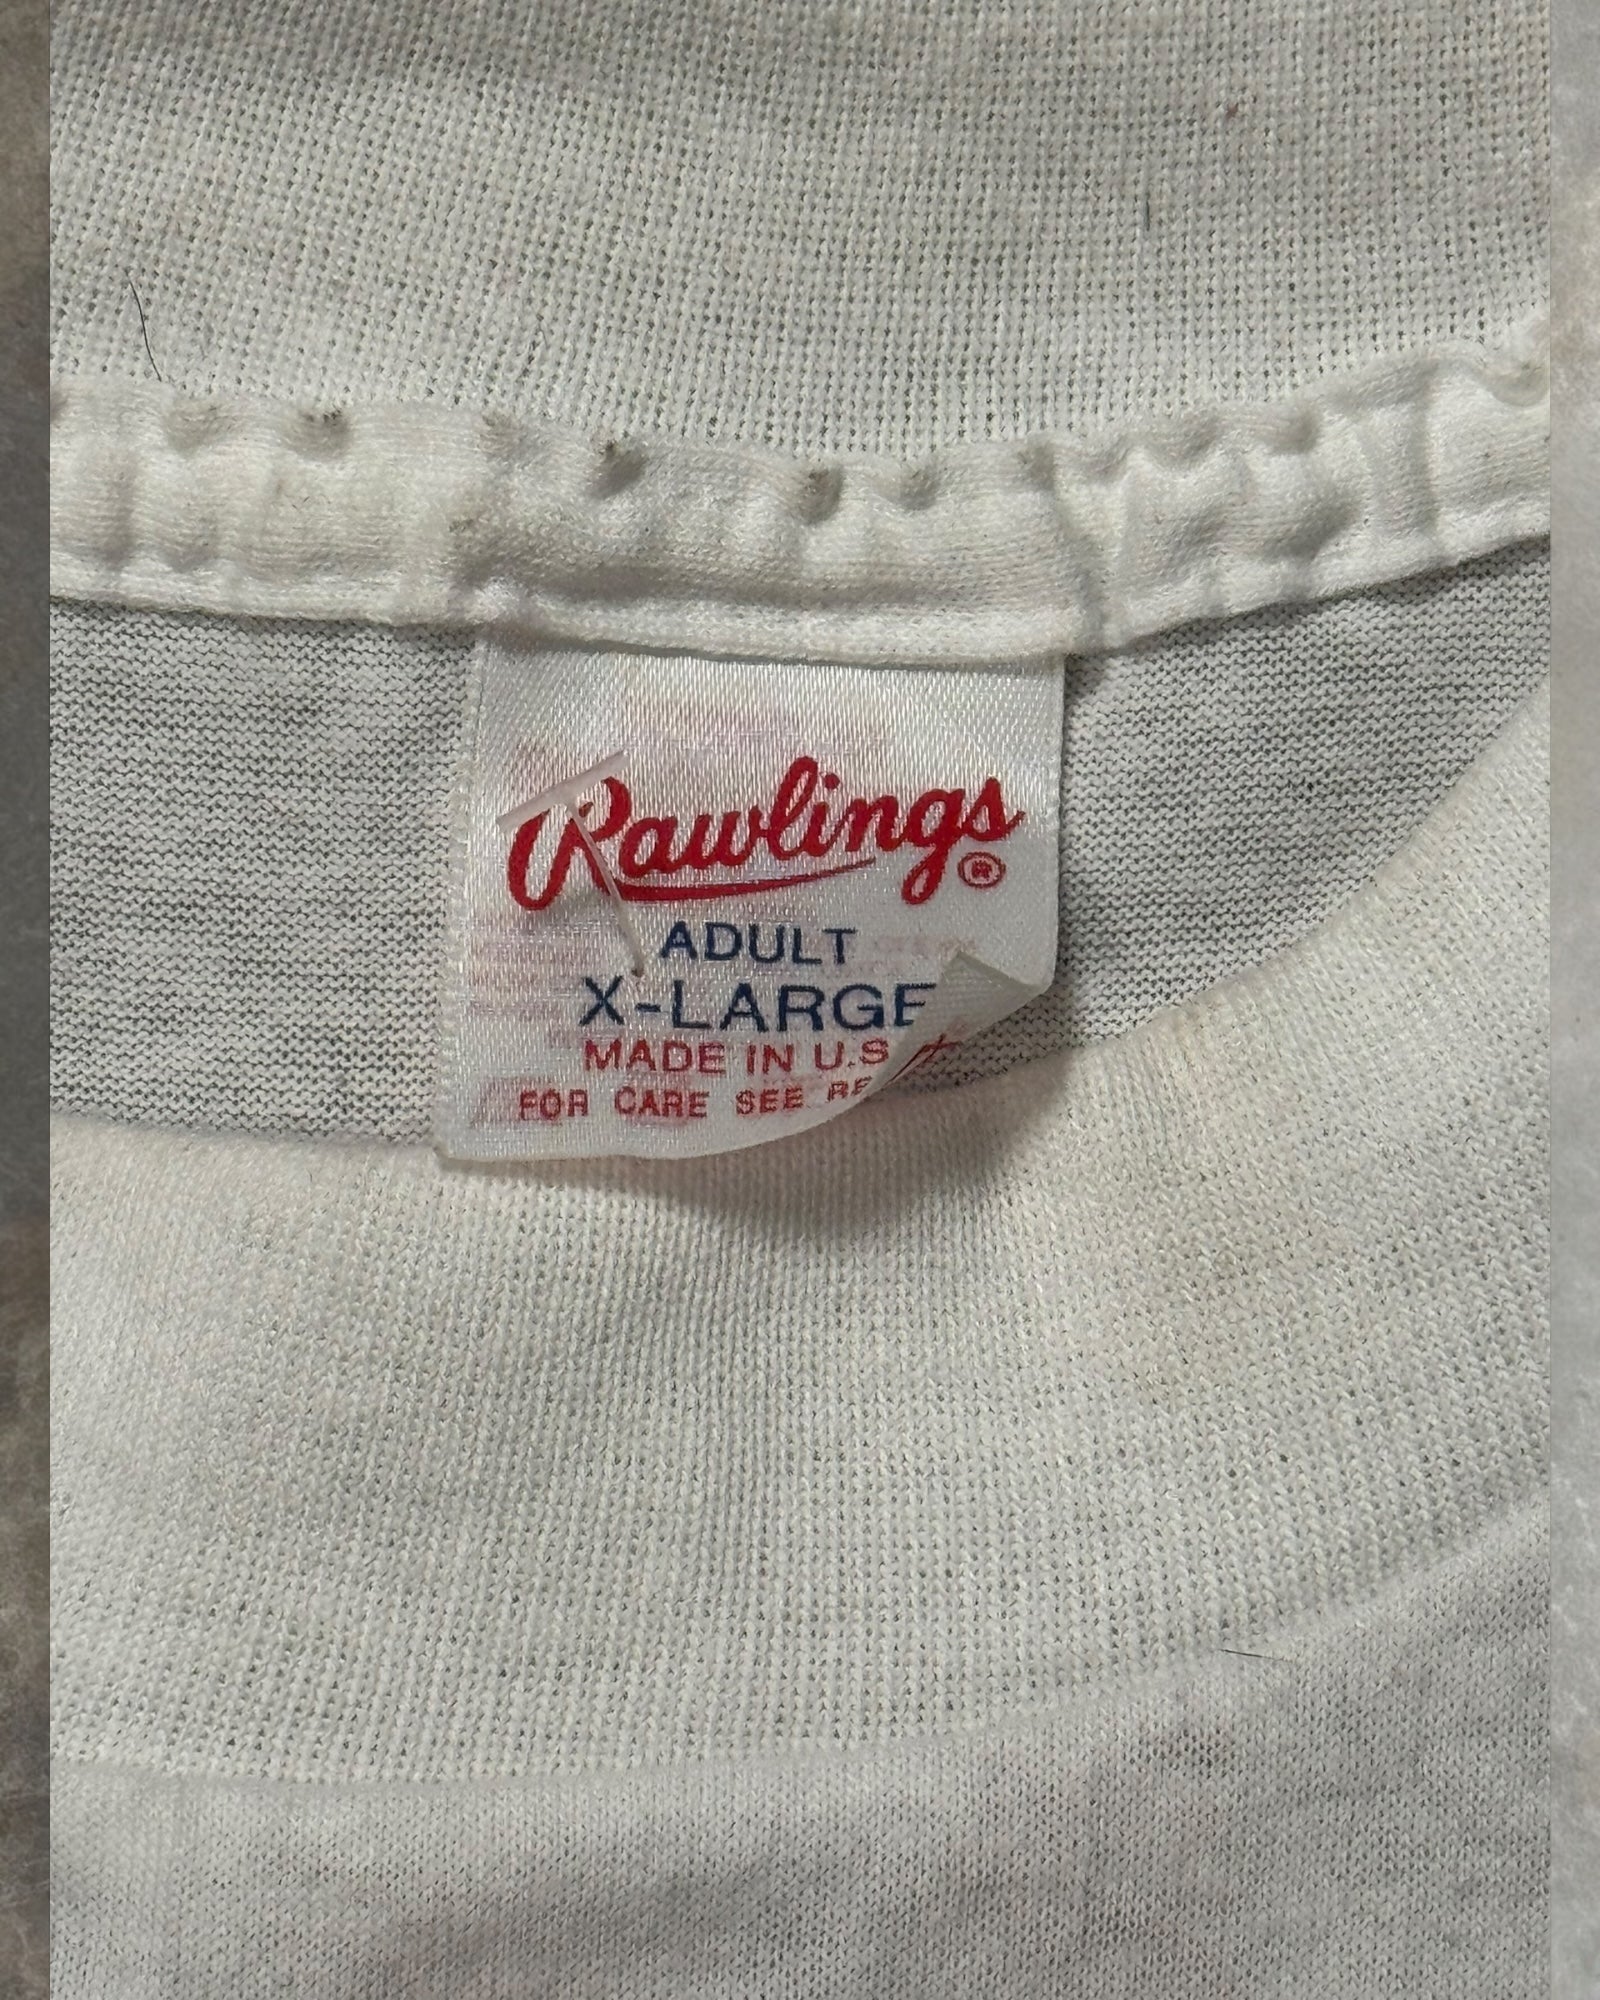 Rawlings®
ADULT
X-LARGE
MADE IN U.S
FOR CARE SEE RE